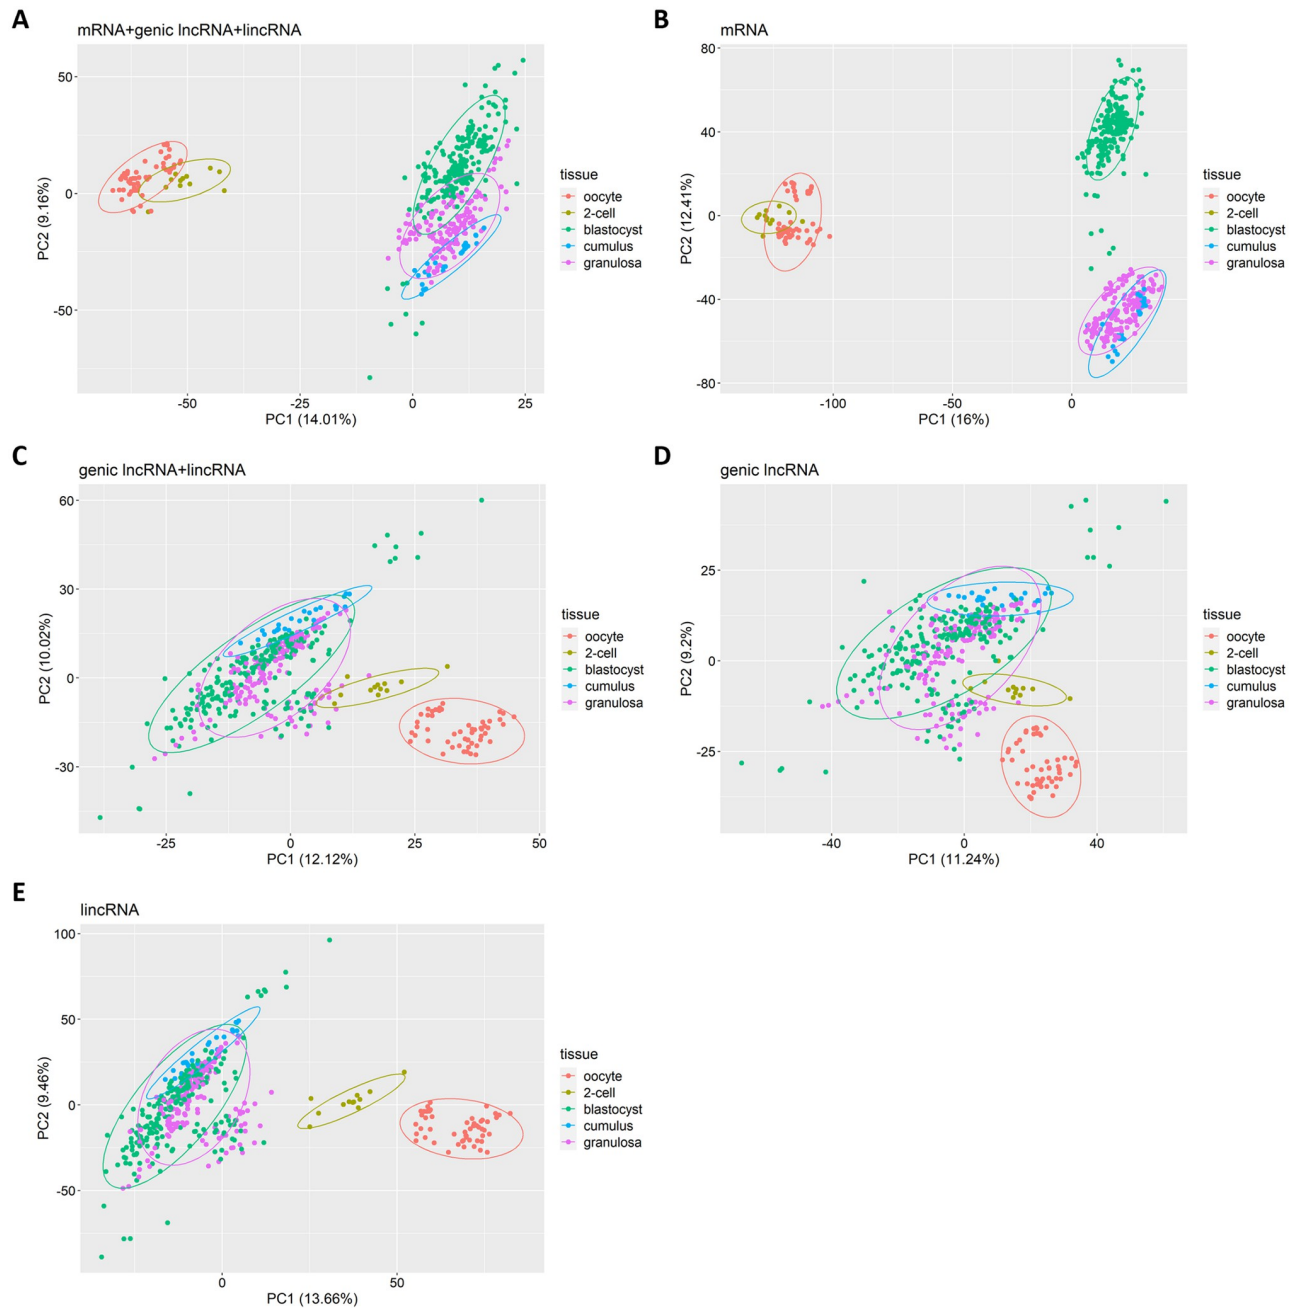 A
mRNA+genic lncRNA+lincRNA
50
0
-50
PC2 (9.16%)
-50
-25
0
25
PC1 (14.01%)
tissue
oocyte
2-cell
blastocyst
cumulus
granulosa
B
mRNA
80
40
0
-40
-80
PC2 (12.41%)
-100
-50
0
PC1 (16%)
tissue
oocyte
2-cell
blastocyst
cumulus
granulosa
C
genic lncRNA+lincRNA
60
30
0
-30
PC2 (10.02%)
-25
0
25
50
PC1 (12.12%)
tissue
oocyte
2-cell
blastocyst
cumulus
granulosa
D
genic lncRNA
25
0
-25
PC2 (9.2%)
-40
0
40
PC1 (11.24%)
tissue
oocyte
2-cell
blastocyst
cumulus
granulosa
E
lincRNA
100
50
0
-50
PC2 (9.46%)
0
50
PC1 (13.66%)
tissue
oocyte
2-cell
blastocyst
cumulus
granulosa